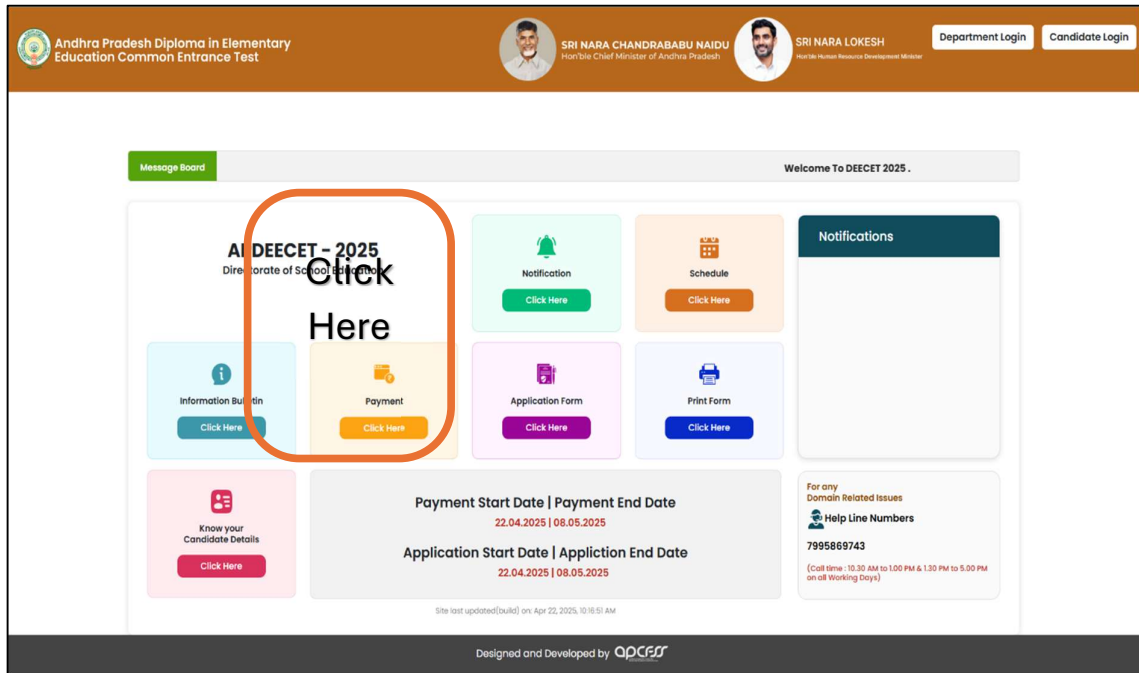 Andhra Pradesh Diploma in Elementary
Education Common Entrance Test
SRI NARA CHANDRABABU NAIDU
Hon'ble Chief Minister of Andhra Pradesh
SRI NARA LOKESH
Hon'ble Human Resource Development Minister
Department Login
Candidate Login
Message Board
Welcome To DEECET 2025 .
APDEECET - 2025
Directorate of School Education
Click
Here
Notification
Click Here
Schedule
Click Here
Notifications
Information Bulletin
Click Here
Payment
Click Here
Application Form
Click Here
Print Form
Click Here
Know your
Candidate Details
Click Here
Payment Start Date | Payment End Date
22.04.2025 | 08.05.2025
Application Start Date | Appliction End Date
22.04.2025 | 08.05.2025
For any
Domain Related Issues
Help Line Numbers
7995869743
(Call time : 10.30 AM to 1.00 PM & 1.30 PM to 5.00 PM
on all Working Days)
Site last updated(build) on: Apr 22, 2025, 10:16:51 AM
Designed and Developed by apcfss